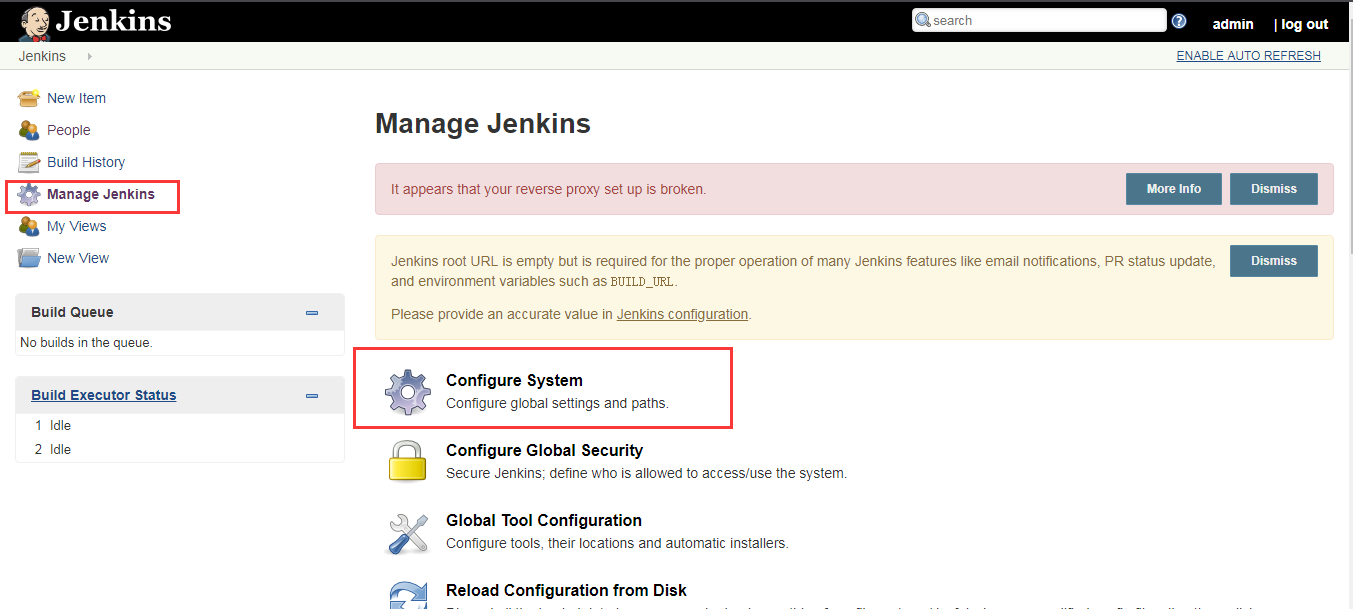 Jenkins
search
admin
| log out
Jenkins
ENABLE AUTO REFRESH
New Item
People
Build History
Manage Jenkins
My Views
New View
Build Queue
No builds in the queue.
Build Executor Status
1 Idle
2 Idle
Manage Jenkins
It appears that your reverse proxy set up is broken.
More Info
Dismiss
Jenkins root URL is empty but is required for the proper operation of many Jenkins features like email notifications, PR status update,
and environment variables such as BUILD_URL.
Please provide an accurate value in Jenkins configuration.
Dismiss
Configure System
Configure global settings and paths.
Configure Global Security
Secure Jenkins; define who is allowed to access/use the system.
Global Tool Configuration
Configure tools, their locations and automatic installers.
Reload Configuration from Disk